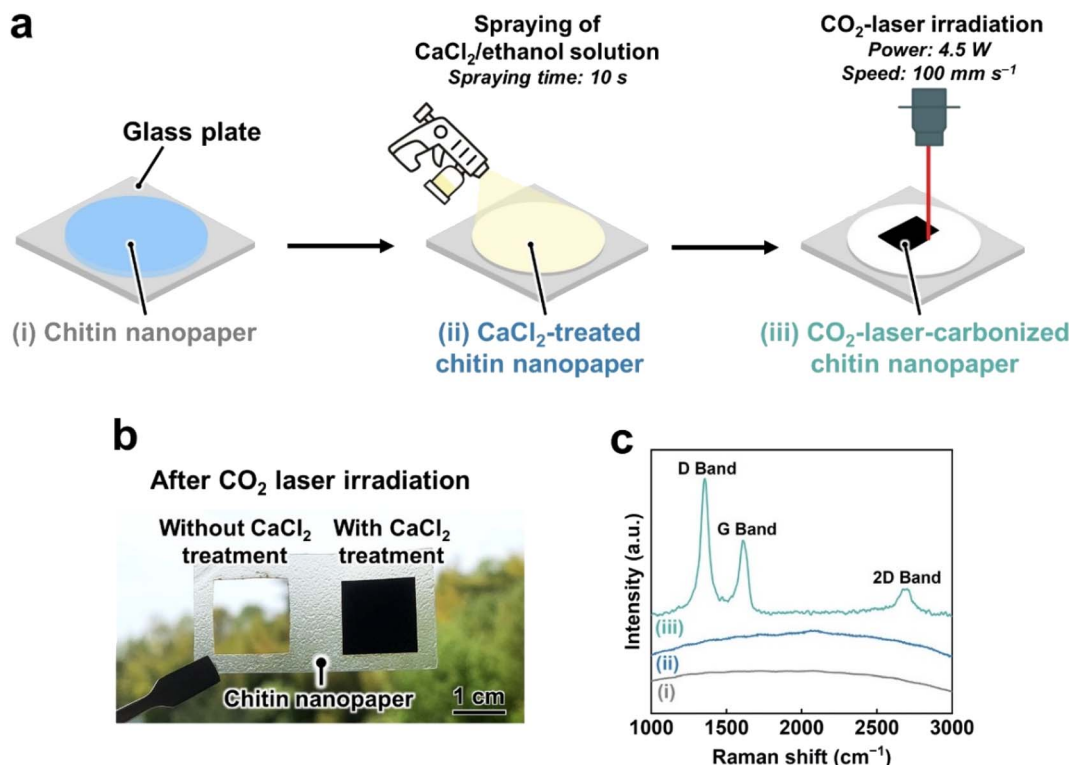 a
Spraying of
CaCl₂/ethanol solution
Spraying time: 10 s
CO₂-laser irradiation
Power: 4.5 W
Speed: 100 mm s⁻¹
Glass plate
(i) Chitin nanopaper
(ii) CaCl₂-treated
chitin nanopaper
(iii) CO₂-laser-carbonized
chitin nanopaper
b
After CO₂ laser irradiation
Without CaCl₂
treatment
With CaCl₂
treatment
Chitin nanopaper
1 cm
c
D Band
G Band
2D Band
(iii)
(ii)
(i)
Intensity (a.u.)
1000 1500 2000 2500 3000
Raman shift (cm⁻¹)